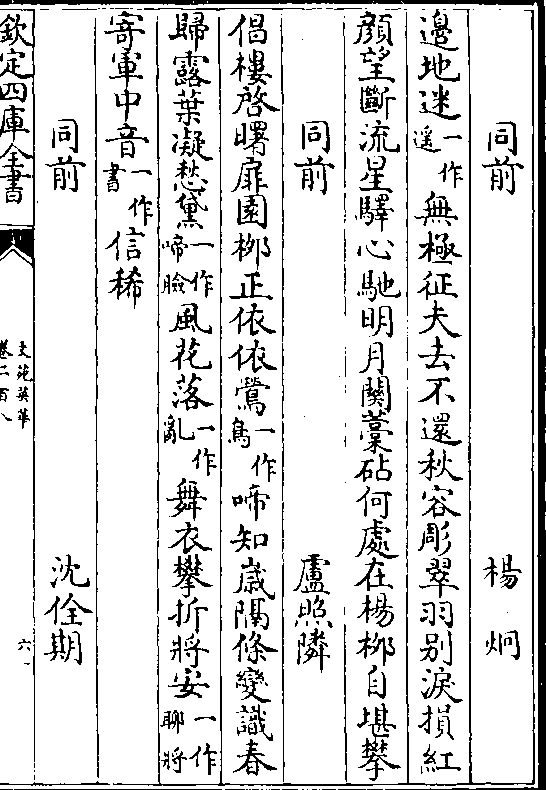 同前 楊炯
邊地迷一作遥無極征夫去不還秋容彫翠羽别淚損紅
顔望斷流星驛心馳明月關藁砧何處在楊栁自堪攀
同前 盧照隣
倡樓啓曙扉園栁正依依鶯一作鳥啼知嵗隔條變識春
歸露葉凝愁黛一作啼臉風花落一作亂舞衣攀折將安一作聊將
寄軍中音一作書信稀
同前 沈佺期
欽定四庫全書
文苑英華
卷二百八
六